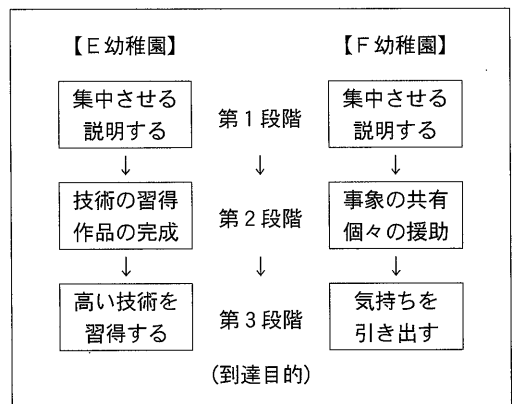 【E幼稚園】 【F幼稚園】
集中させる 集中させる
説明する 第1段階 説明する
↓ ↓ ↓
技術の習得 事象の共有
作品の完成 第2段階 個々の援助
↓ ↓ ↓
高い技術を 気持ちを
習得する 第3段階 引き出す
(到達目的)